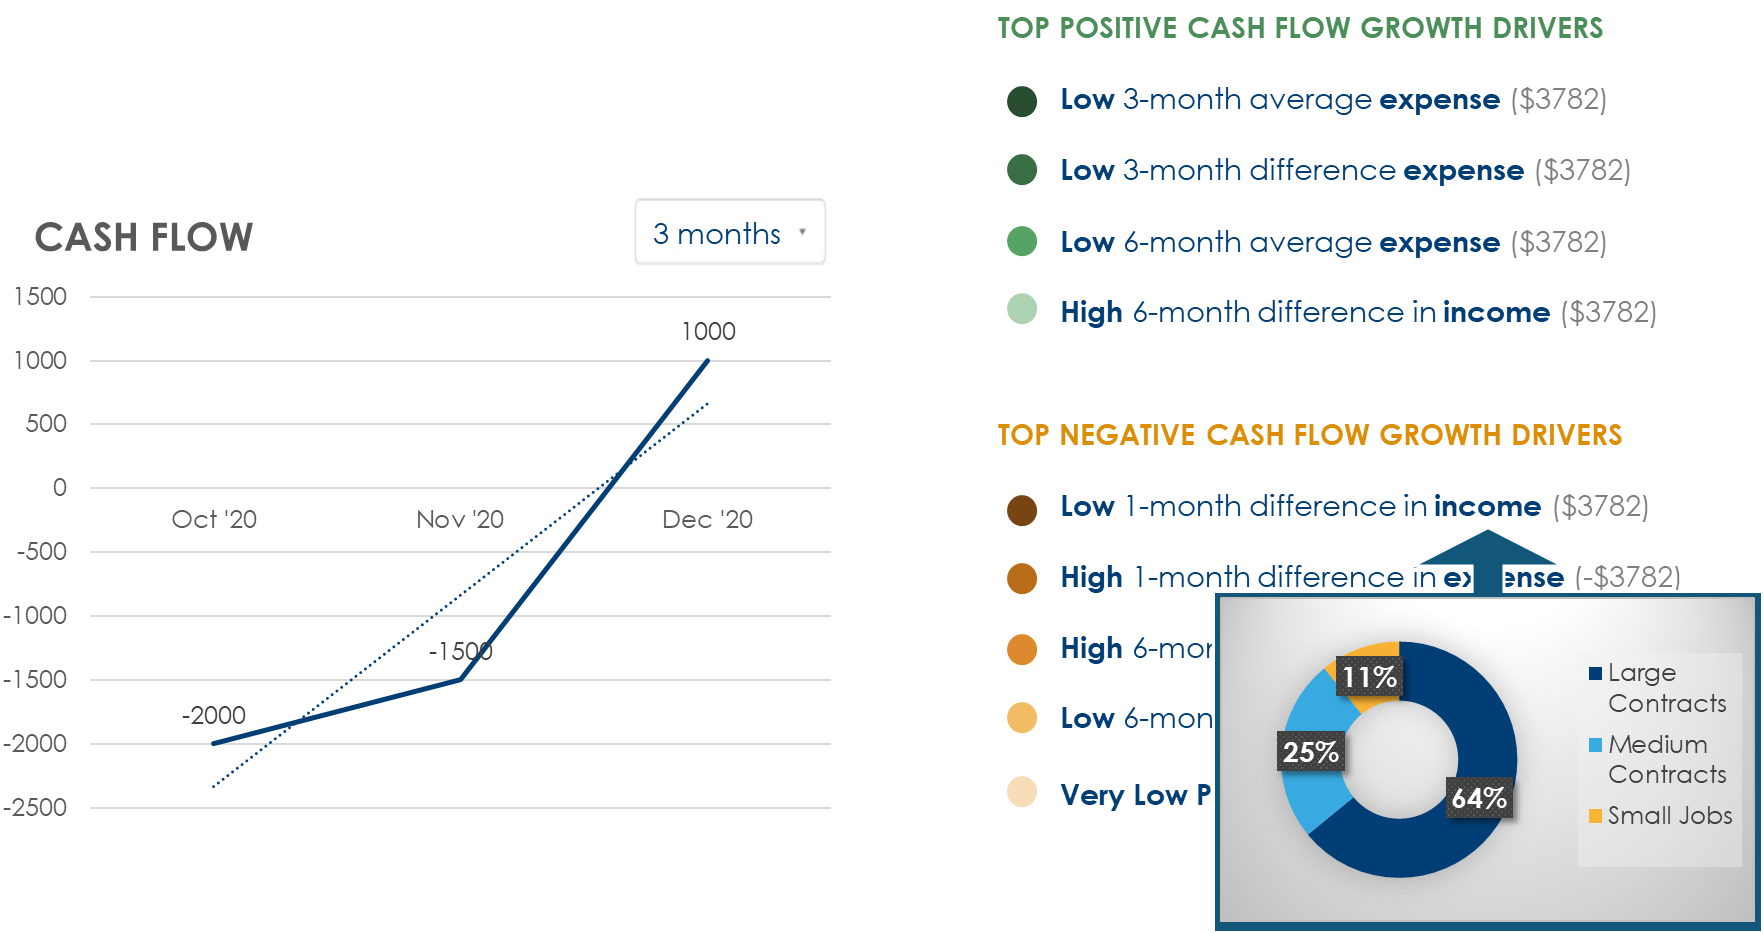 CASH FLOW
3 months
1500
1000
500
0
-500
-1000
-1500
-2000
-2500
1000
-1500
-2000
Oct '20
Nov '20
Dec '20
TOP POSITIVE CASH FLOW GROWTH DRIVERS
Low 3-month average expense ($3782)
Low 3-month difference expense ($3782)
Low 6-month average expense ($3782)
High 6-month difference in income ($3782)
TOP NEGATIVE CASH FLOW GROWTH DRIVERS
Low 1-month difference in income ($3782)
High 1-month difference in expense (-$3782)
High 6-mon
Low 6-mon
Very Low P
11%
25%
64%
Large
Contracts
Medium
Contracts
Small Jobs